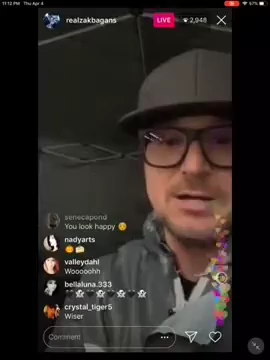 11:12 PM Thu Apr 4
57%
realzakbagans
LIVE
2,948
senecapond
You look happy
nadyarts
valleydahl
Wooooohh
bellaluna.333
crystal_tiger5
Wiser
Comment